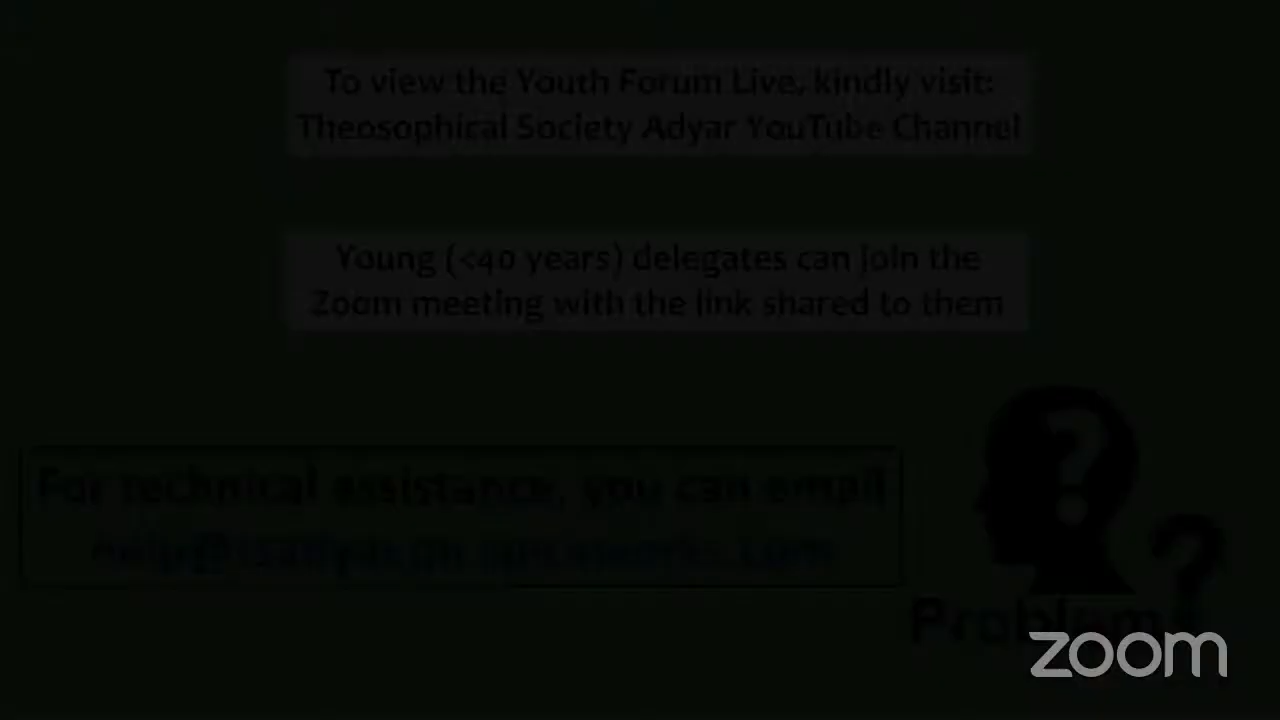 To view the Youth Forum Live, kindly visit:
Theosophical Society Adyar YouTube Channel
Young (<40 years) delegates can join the
Zoom meeting with the link shared to them
For technical assistance, you can email
?
?
Problems
zoom